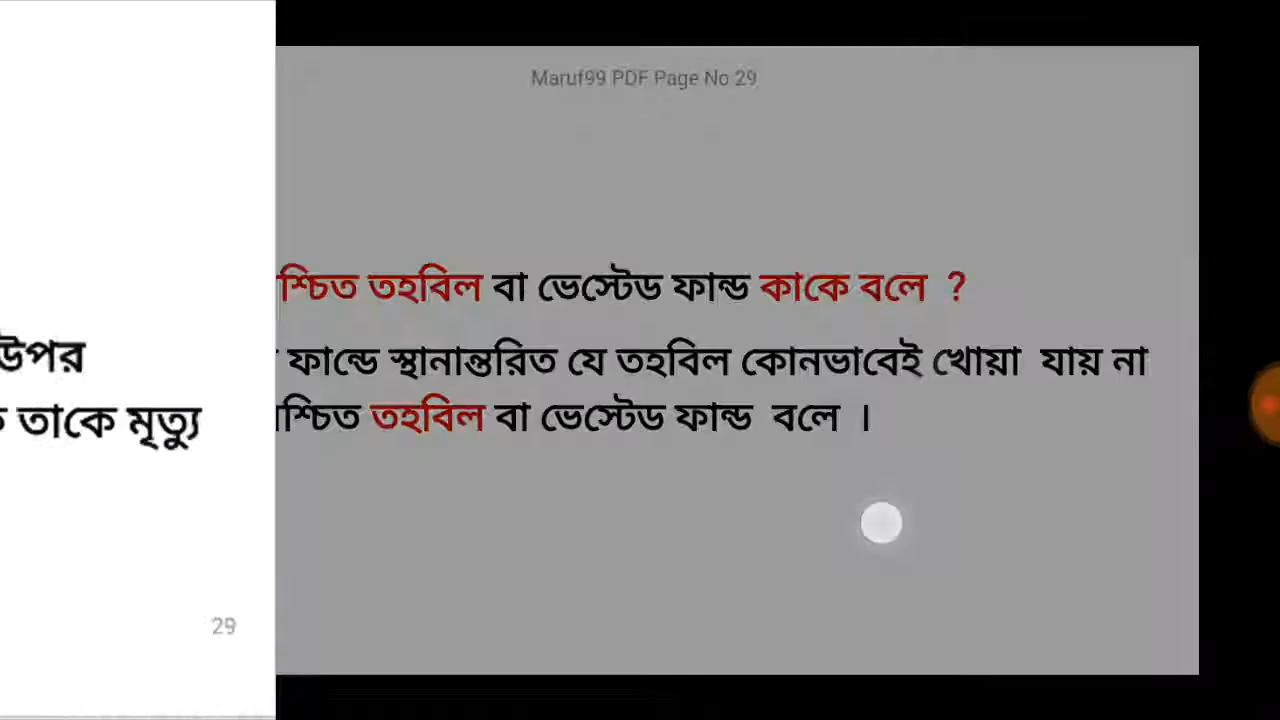 Maruf99 PDF Page No 29
তহবিল বা ভেস্টেড ফান্ড কাকে বলে ?
ফান্ডে স্থানান্তরিত যে তহবিল কোনভাবেই খোয়া যায় না
তহবিল বা ভেস্টেড ফান্ড বলে ।
উপর
তাকে মৃত্যু
29